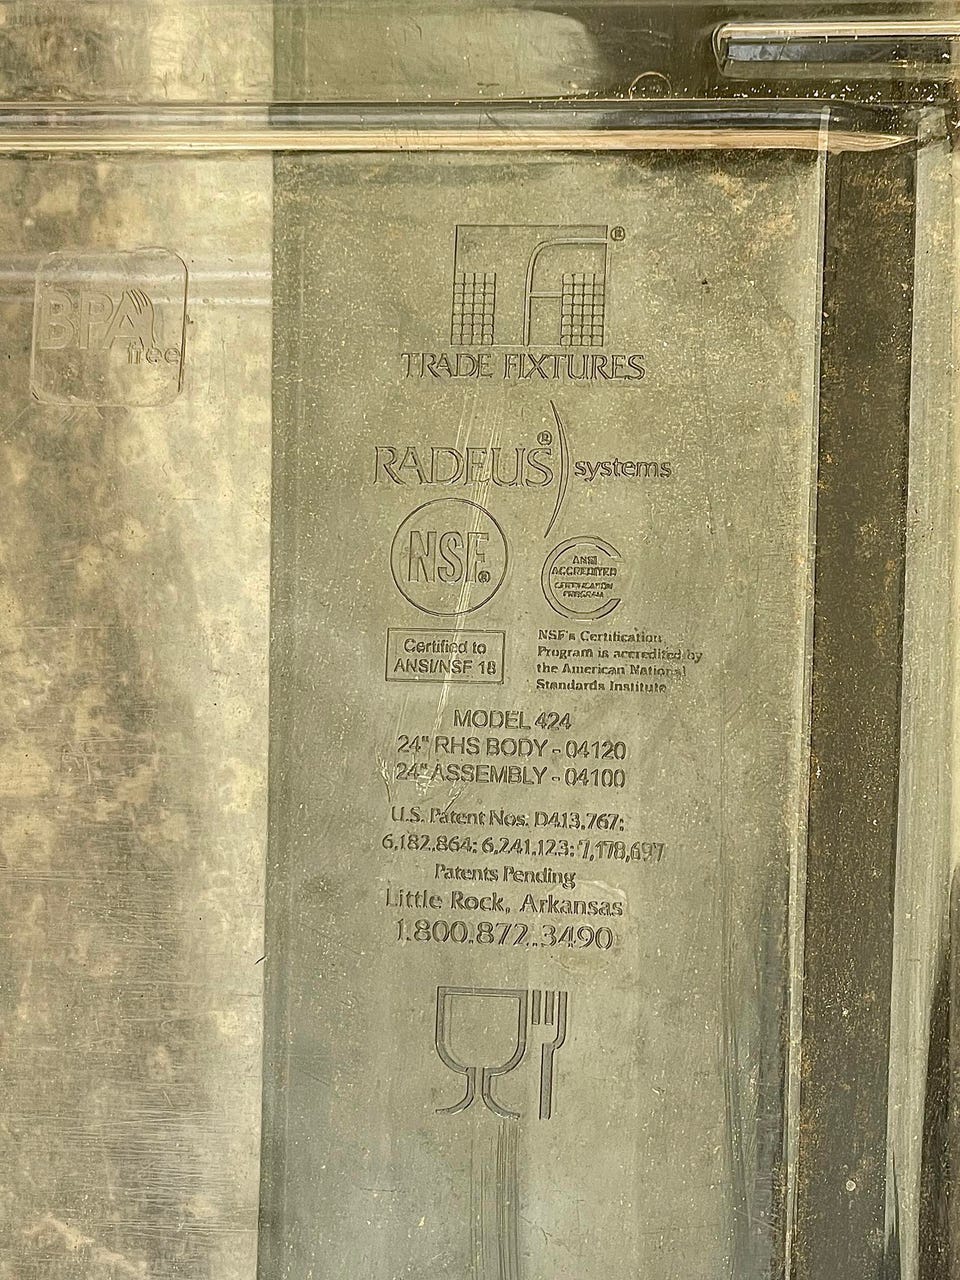 BPA
free
®
TRADE FIXTURES
RADEUS® systems
NSF®
ANSI
ACCREDITED
CERTIFICATION
PROGRAM
Certified to
ANSI/NSF 18
NSF's Certification
Program is accredited by
the American National
Standards Institute
MODEL 424
24" RHS BODY - 04120
24" ASSEMBLY - 04100
U.S. Patent Nos. D413,767;
6,182,864; 6,241,123; 7,178,697
Patents Pending
Little Rock, Arkansas
1.800.872.3490